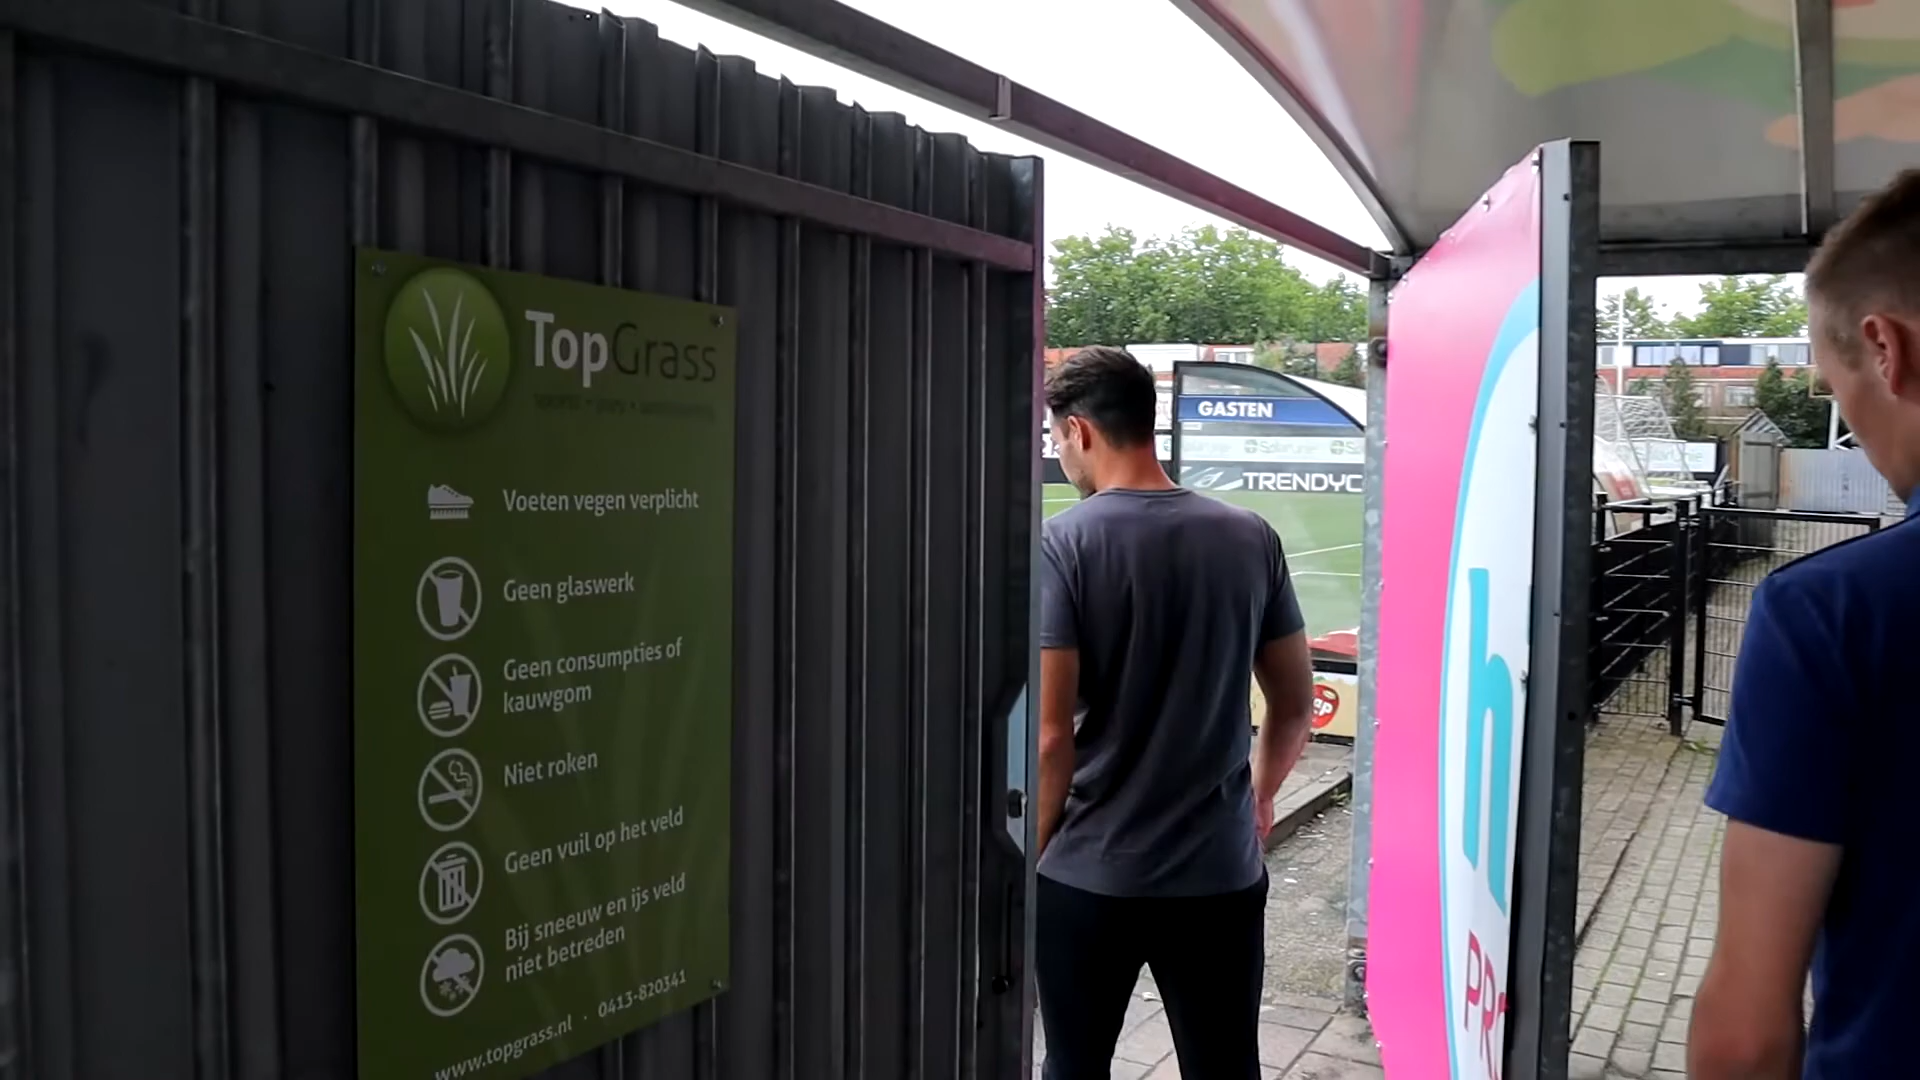 TopGrass
Voeten vegen verplicht
Geen glaswerk
Geen consumpties of
kauwgom
Niet roken
Geen vuil op het veld
Bij sneeuw en ijs veld
niet betreden
www.topgrass.nl · 0413-820341
GASTEN
TRENDYC
h
PR